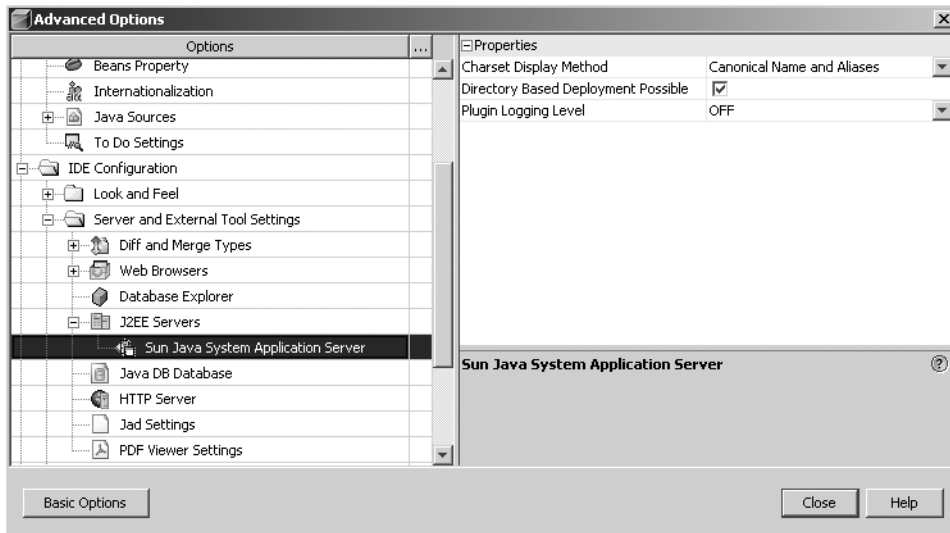 Advanced Options
Options
...
Beans Property
Internationalization
Java Sources
To Do Settings
IDE Configuration
Look and Feel
Server and External Tool Settings
Diff and Merge Types
Web Browsers
Database Explorer
J2EE Servers
Sun Java System Application Server
Java DB Database
HTTP Server
Jad Settings
PDF Viewer Settings
Properties
Charset Display Method Canonical Name and Aliases
Directory Based Deployment Possible
Plugin Logging Level OFF
Sun Java System Application Server
Basic Options Close Help